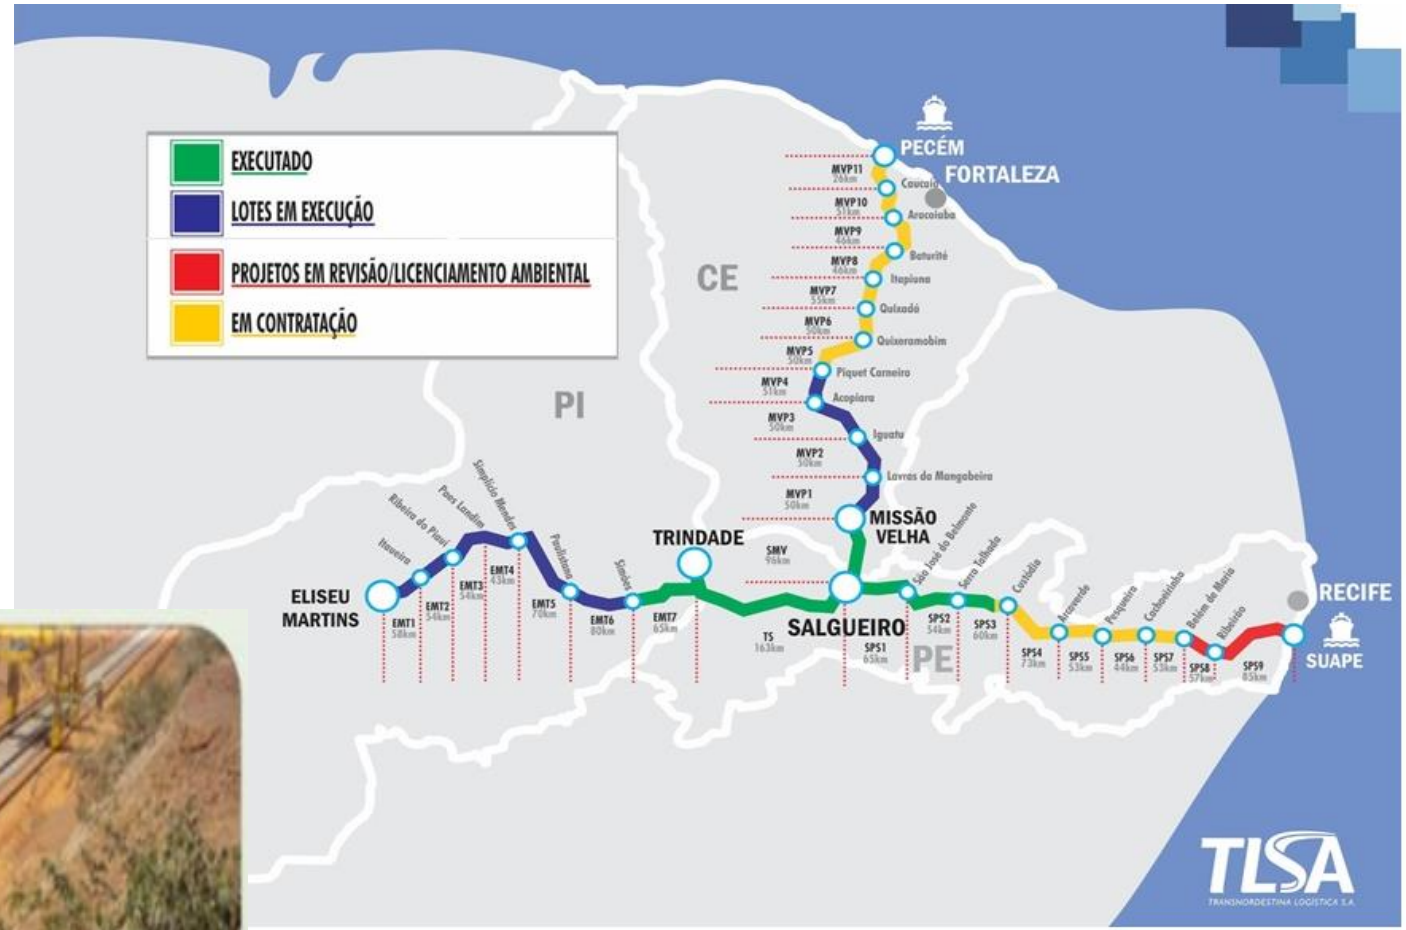 EXECUTADO
LOTES EM EXECUÇÃO
PROJETOS EM REVISÃO/LICENCIAMENTO AMBIENTAL
EM CONTRATAÇÃO
PECÉM
FORTALEZA
MVP11
26km
Caucaia
MVP10
51km
Aracoiaba
MVP9
46km
Baturité
MVP8
46km
Itapiuna
MVP7
55km
Quixadá
MVP6
50km
Quixeramobim
MVP5
50km
Piquet Carneiro
MVP4
51km
Acopiara
MVP3
50km
Iguatu
MVP2
50km
Lavras da Mangabeira
MVP1
50km
MISSÃO
VELHA
CE
PI
PE
SMV
96km
TRINDADE
SALGUEIRO
ELISEU
MARTINS
Itaueira
Ribeira do Piauí
Paes Landim
Simplício Mendes
Paulistana
Simões
EMT1
58km
EMT2
54km
EMT3
54km
EMT4
43km
EMT5
70km
EMT6
80km
EMT7
65km
TS
163km
São José do Belmonte
Serra Talhada
Custódia
Arcoverde
Pesqueira
Cachoeirinha
Belém de Maria
Ribeirão
SPS1
65km
SPS2
54km
SPS3
60km
SPS4
73km
SPS5
53km
SPS6
44km
SPS7
53km
SPS8
57km
SPS9
85km
RECIFE
SUAPE
TLSA
TRANSNORDESTINA LOGÍSTICA S.A.